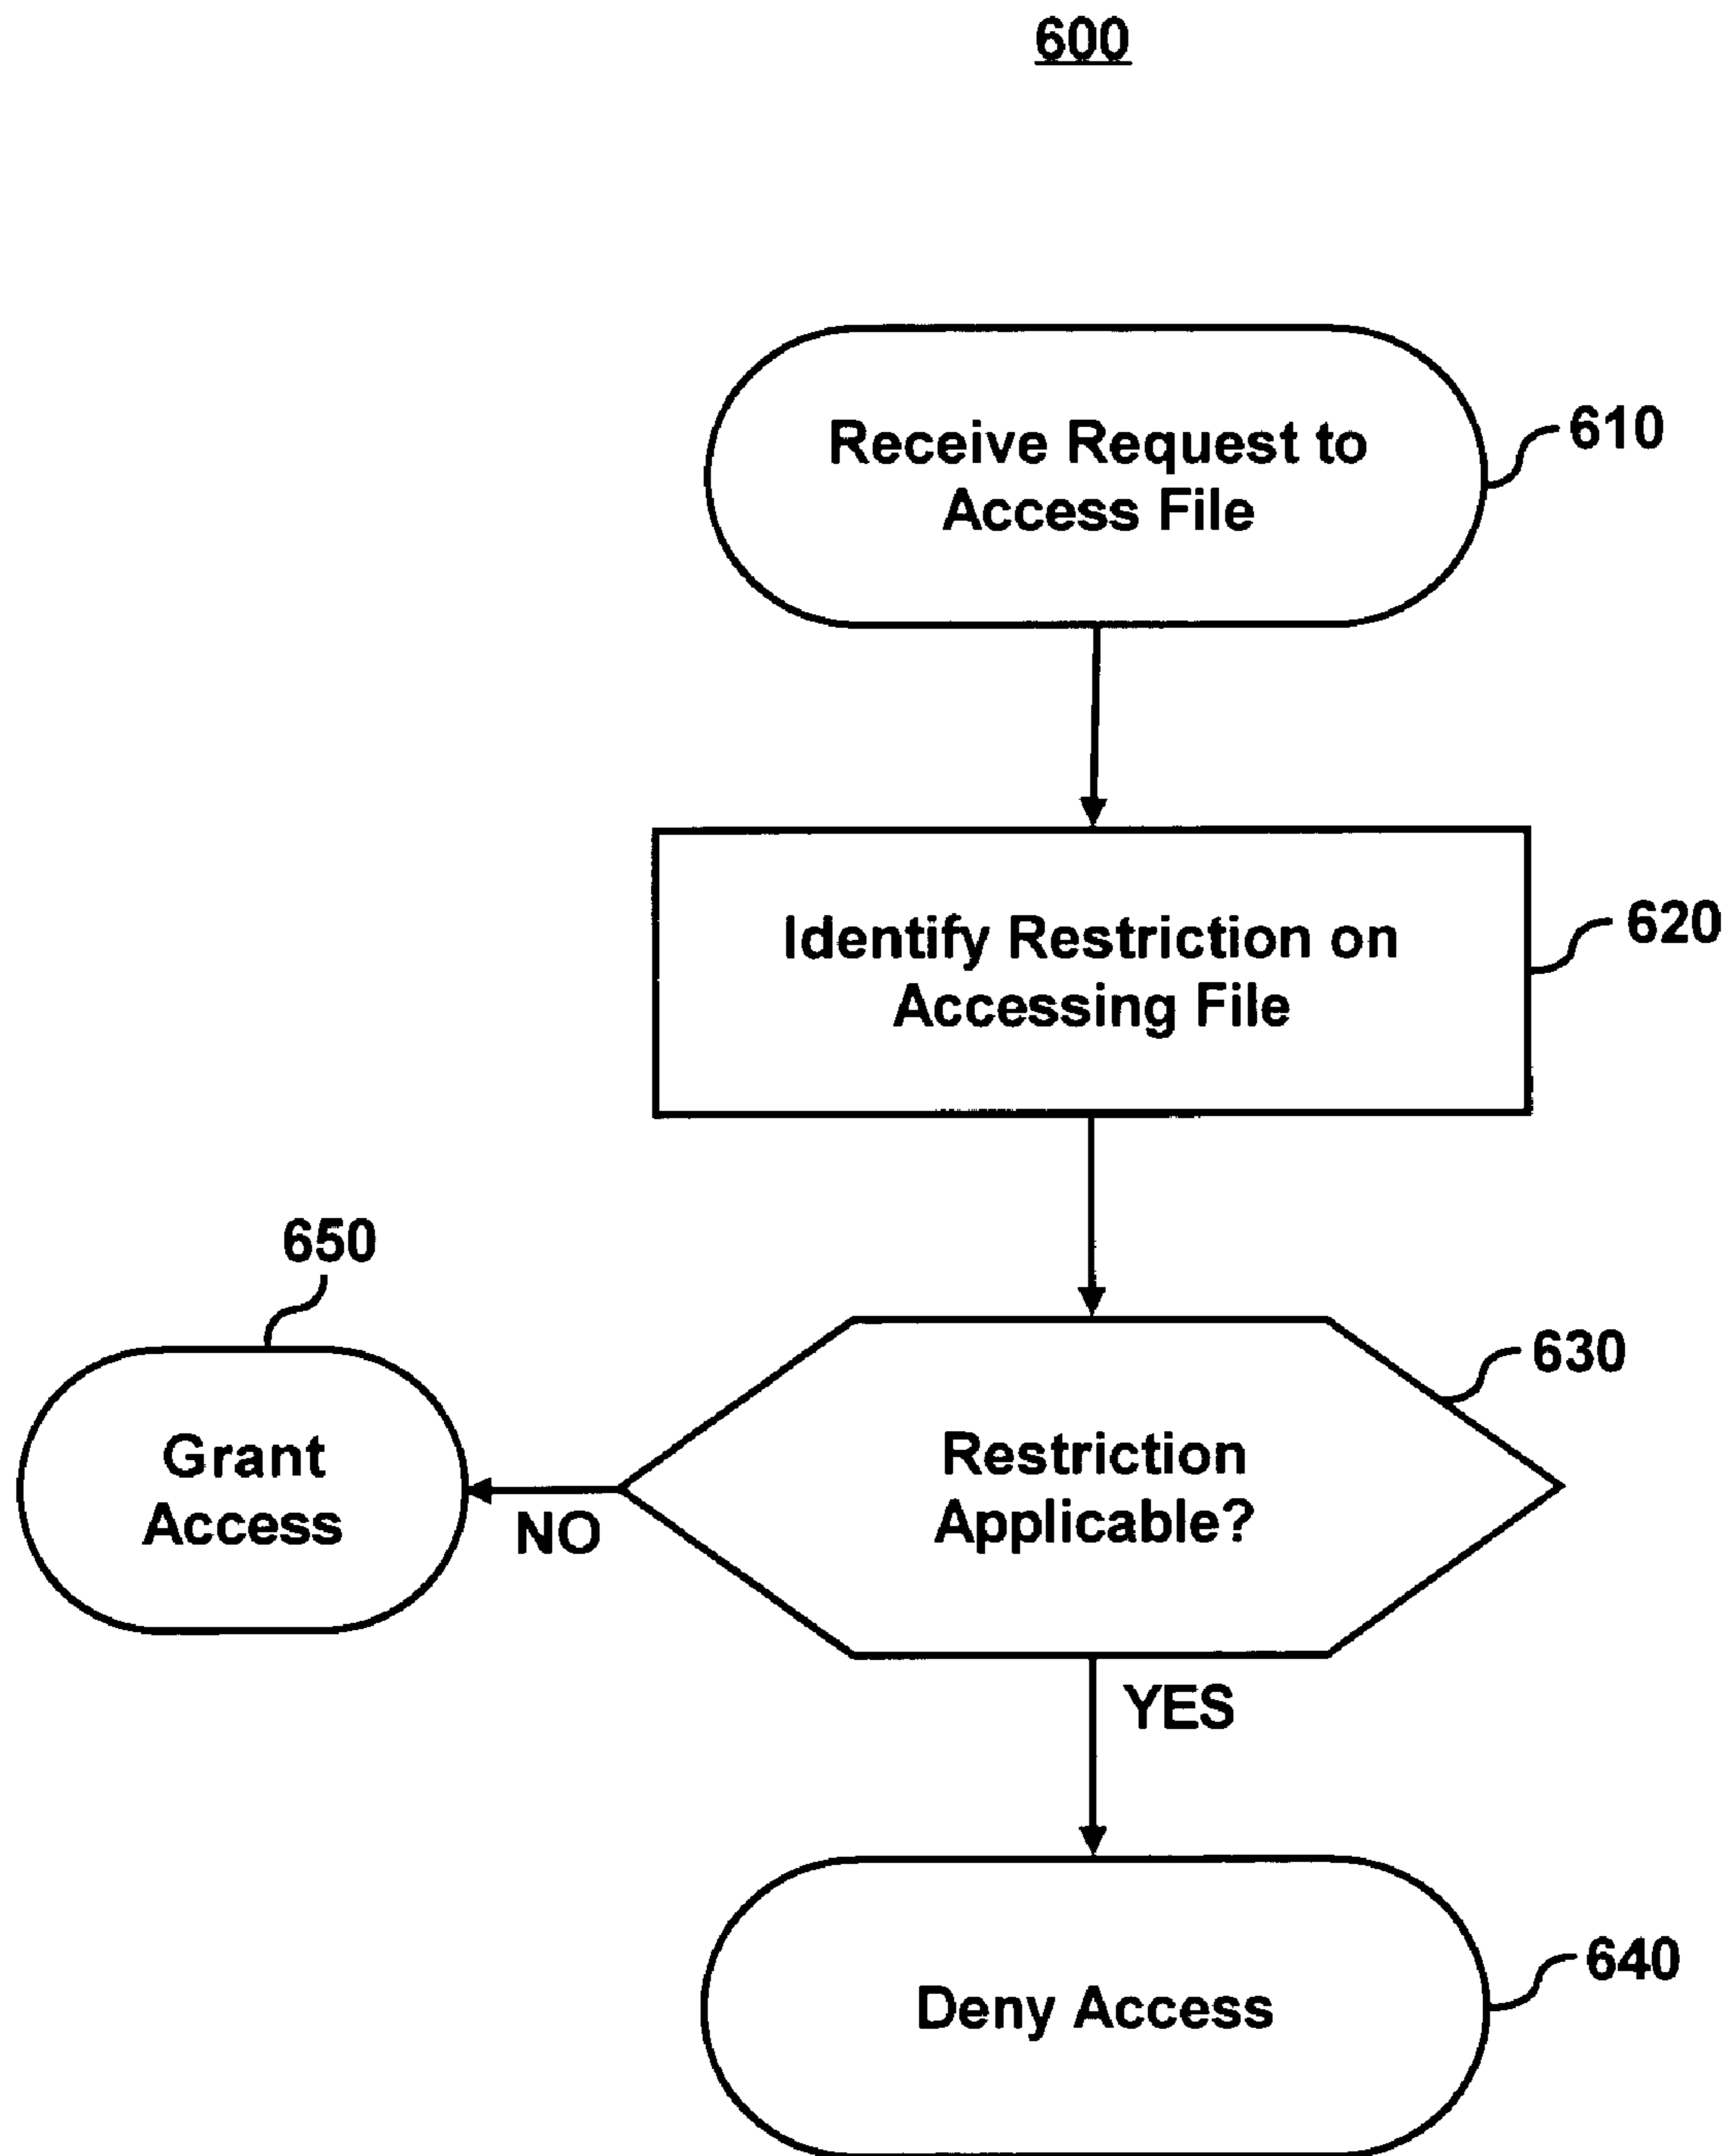 600
Receive Request to
Access File
610
Identify Restriction on
Accessing File
620
650
Grant
Access
NO
Restriction
Applicable?
630
YES
Deny Access
640